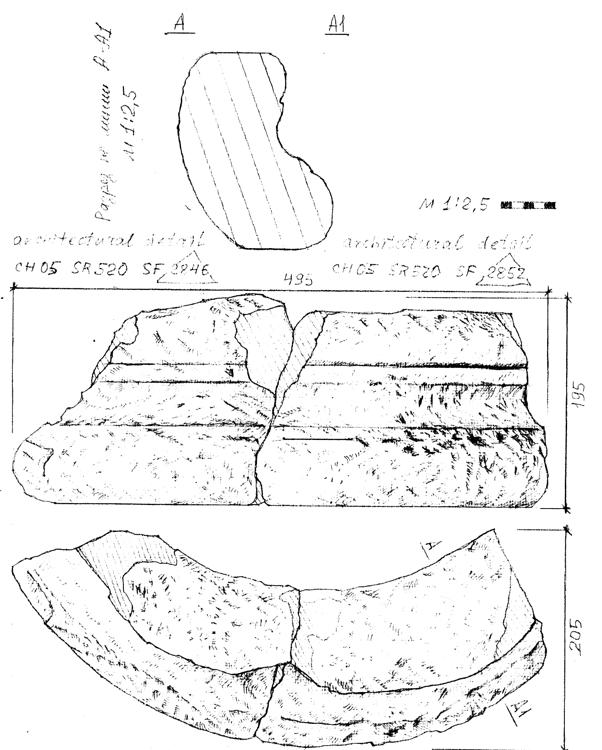 A A1
Разрез по линии А-А1
М 1:2,5
М 1:2,5
architectural detail
CH05 SR520 SF 2846
architectural detail
CH05 SR520 SF 2852
495
195
A
205
A1